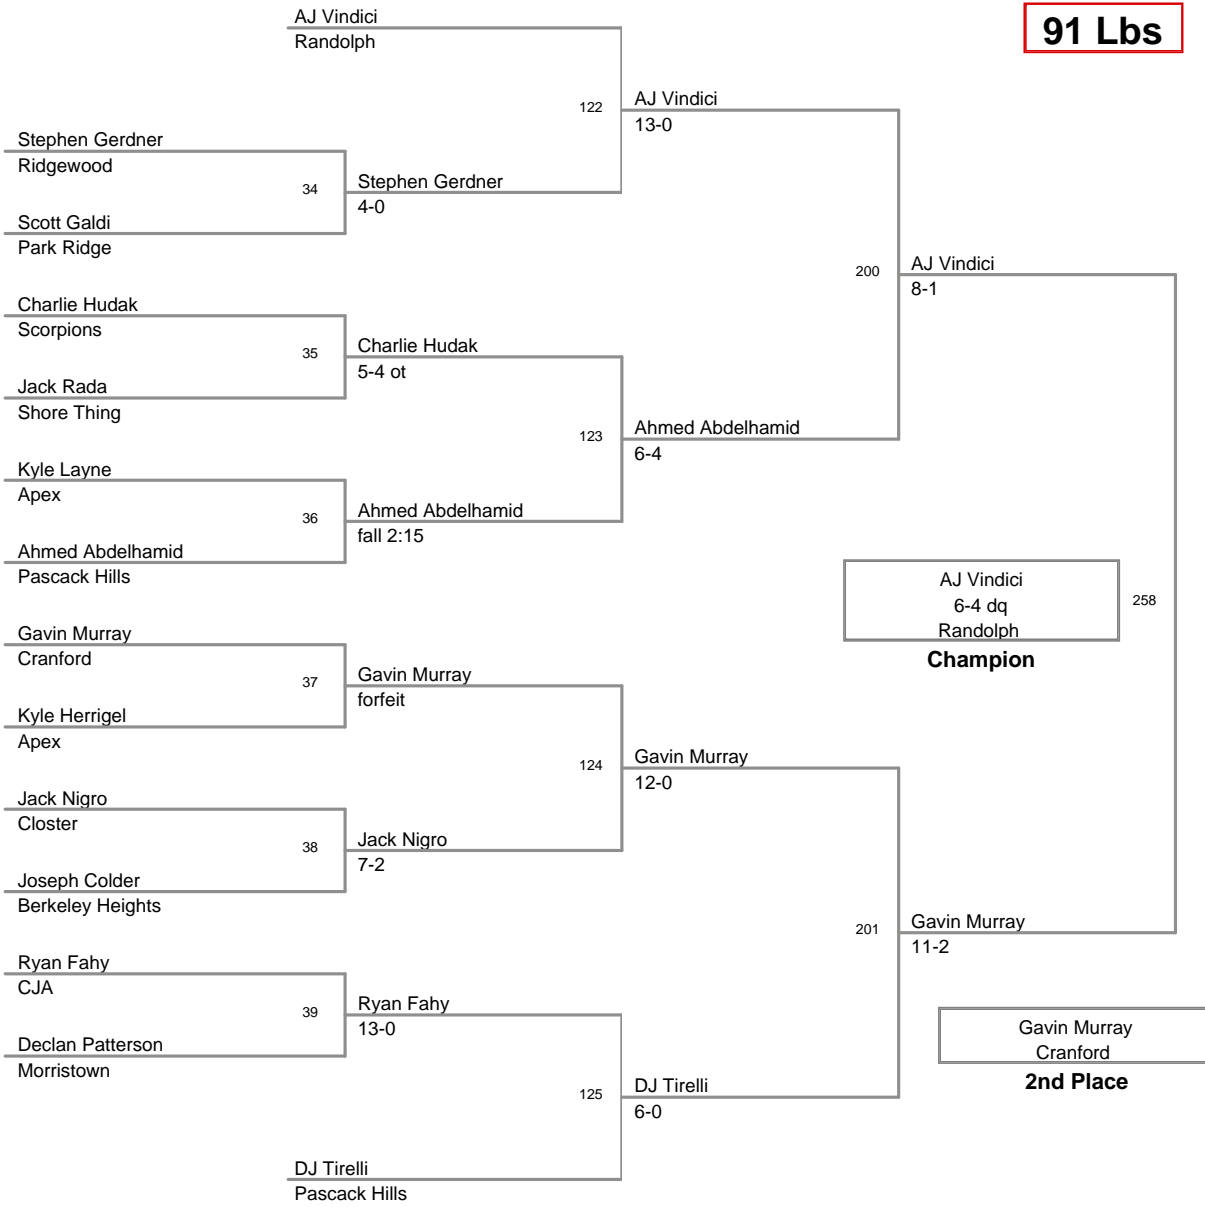 AJ Vindici
Randolph
91 Lbs
122
AJ Vindici
13-0
Stephen Gerdner
Ridgewood
34
Stephen Gerdner
4-0
Scott Galdi
Park Ridge
200
AJ Vindici
8-1
Charlie Hudak
Scorpions
35
Charlie Hudak
5-4 ot
Jack Rada
Shore Thing
123
Ahmed Abdelhamid
6-4
Kyle Layne
Apex
36
Ahmed Abdelhamid
fall 2:15
Ahmed Abdelhamid
Pascack Hills
AJ Vindici
6-4 dq
Randolph
Champion
258
Gavin Murray
Cranford
37
Gavin Murray
forfeit
Kyle Herrigel
Apex
124
Gavin Murray
12-0
Jack Nigro
Closter
38
Jack Nigro
7-2
Joseph Colder
Berkeley Heights
201
Gavin Murray
11-2
Ryan Fahy
CJA
39
Ryan Fahy
13-0
Declan Patterson
Morristown
Gavin Murray
Cranford
2nd Place
125
DJ Tirelli
6-0
DJ Tirelli
Pascack Hills